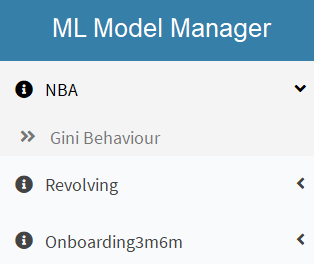 ML Model Manager
NBA
Gini Behaviour
Revolving
Onboarding3m6m